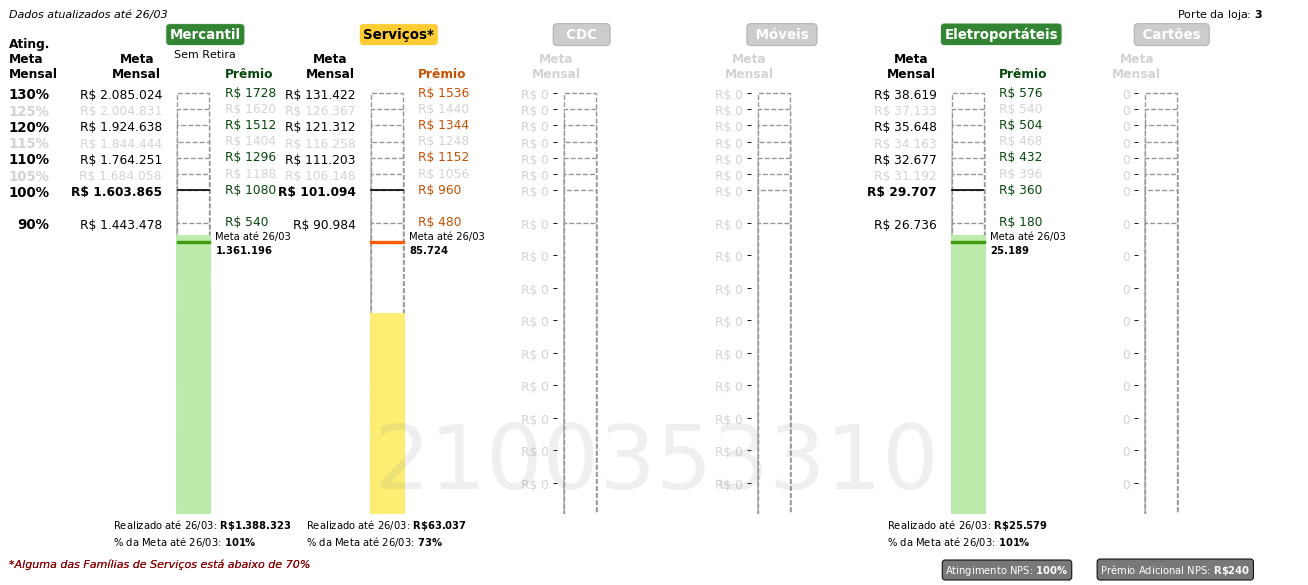 Dados atualizados até 26/03
Porte da loja: 3
Mercantil Serviços* CDC Móveis Eletroportáteis Cartões
Ating. Meta Mensal
Sem Retira
Meta Mensal Prêmio Meta Mensal Prêmio Meta Mensal Meta Mensal Meta Mensal Prêmio Meta Mensal
130% R$ 2.085.024 R$ 1728 R$ 131.422 R$ 1536 R$ 0 R$ 0 R$ 38.619 R$ 576 0
125% R$ 2.004.831 R$ 1620 R$ 126.367 R$ 1440 R$ 0 R$ 0 R$ 37.133 R$ 540 0
120% R$ 1.924.638 R$ 1512 R$ 121.312 R$ 1344 R$ 0 R$ 0 R$ 35.648 R$ 504 0
115% R$ 1.844.444 R$ 1404 R$ 116.258 R$ 1248 R$ 0 R$ 0 R$ 34.163 R$ 468 0
110% R$ 1.764.251 R$ 1296 R$ 111.203 R$ 1152 R$ 0 R$ 0 R$ 32.677 R$ 432 0
105% R$ 1.684.058 R$ 1188 R$ 106.148 R$ 1056 R$ 0 R$ 0 R$ 31.192 R$ 396 0
100% R$ 1.603.865 R$ 1080 R$ 101.094 R$ 960 R$ 0 R$ 0 R$ 29.707 R$ 360 0
90% R$ 1.443.478 R$ 540 R$ 90.984 R$ 480 R$ 0 R$ 0 R$ 26.736 R$ 180 0
Meta até 26/03 Meta até 26/03 Meta até 26/03
1.361.196 85.724 25.189
R$ 0 R$ 0 0
R$ 0 R$ 0 0
R$ 0 R$ 0 0
R$ 0 R$ 0 0
R$ 0 R$ 0 0
R$ 0 R$ 0 0
R$ 0 R$ 0 0
R$ 0 R$ 0 0
2100353310
Realizado até 26/03: R$1.388.323 Realizado até 26/03: R$63.037 Realizado até 26/03: R$25.579
% da Meta até 26/03: 101% % da Meta até 26/03: 73% % da Meta até 26/03: 101%
*Alguma das Famílias de Serviços está abaixo de 70%
Atingimento NPS: 100% Prêmio Adicional NPS: R$240